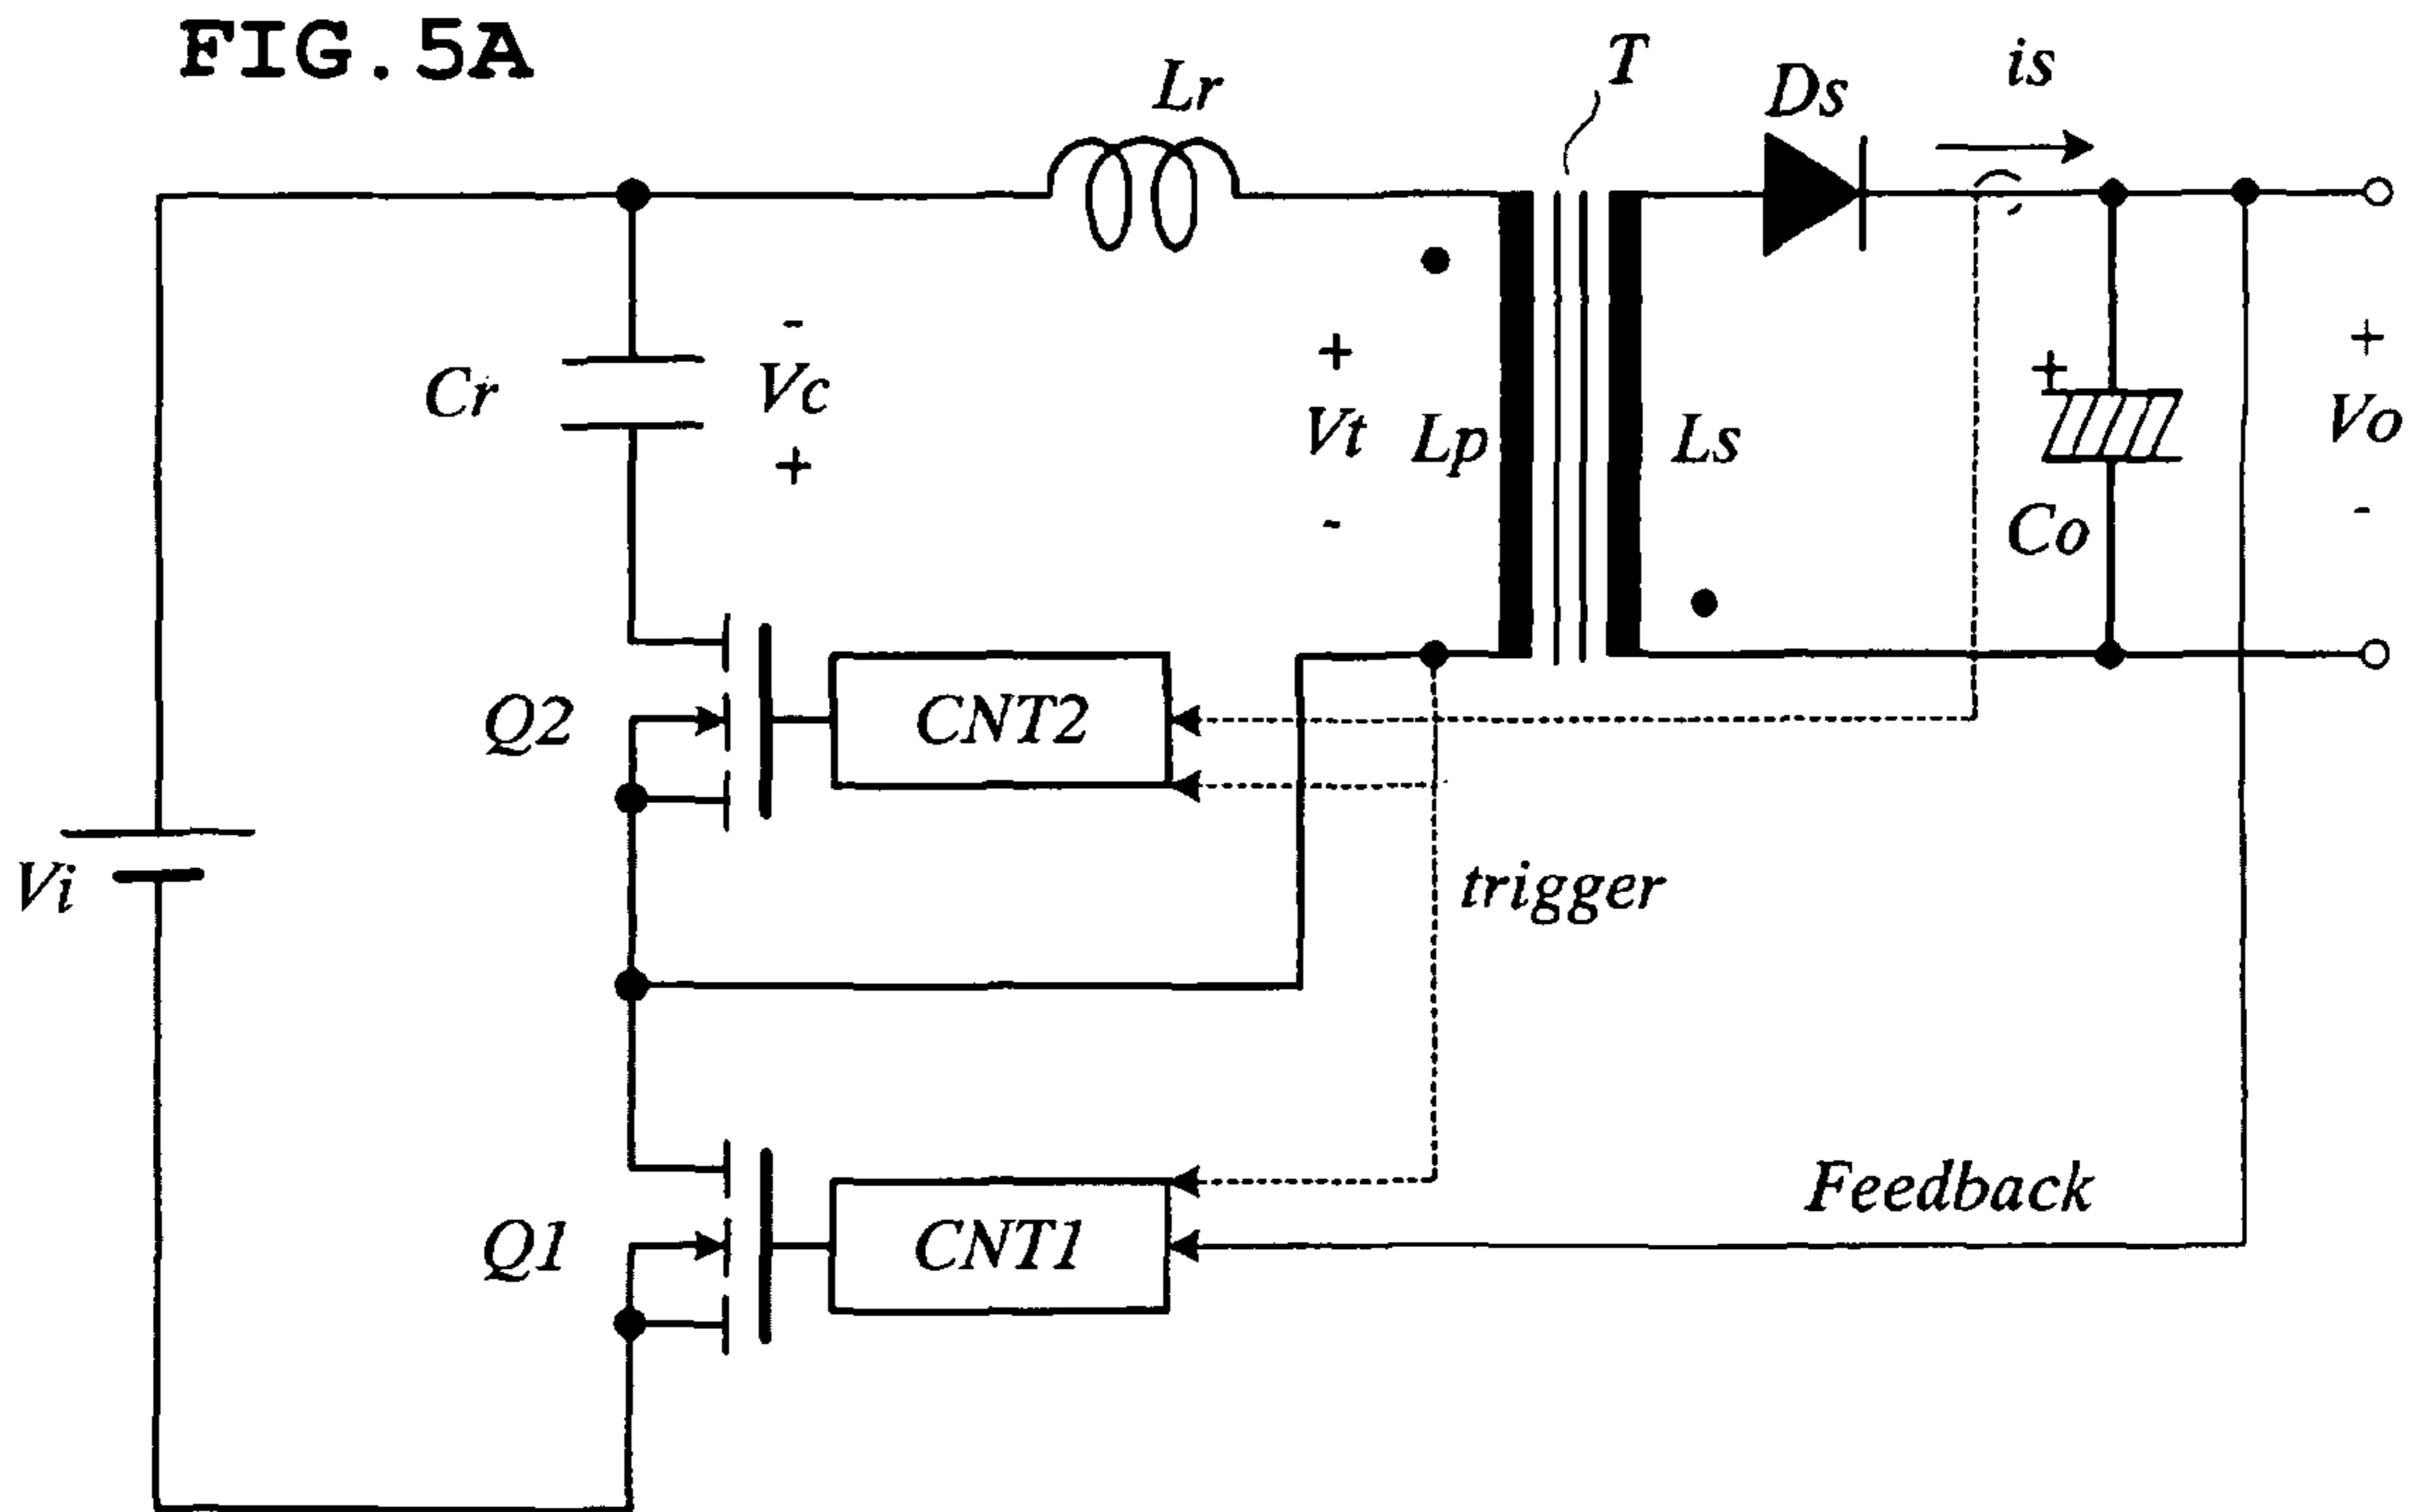 FIG.5A
Lr
T
Ds
is
Cr
-
Vc
+
+
Vt
-
Lp
Ls
+
Co
+
Vo
-
Q2
CNT2
Vi
trigger
Q1
CNT1
Feedback